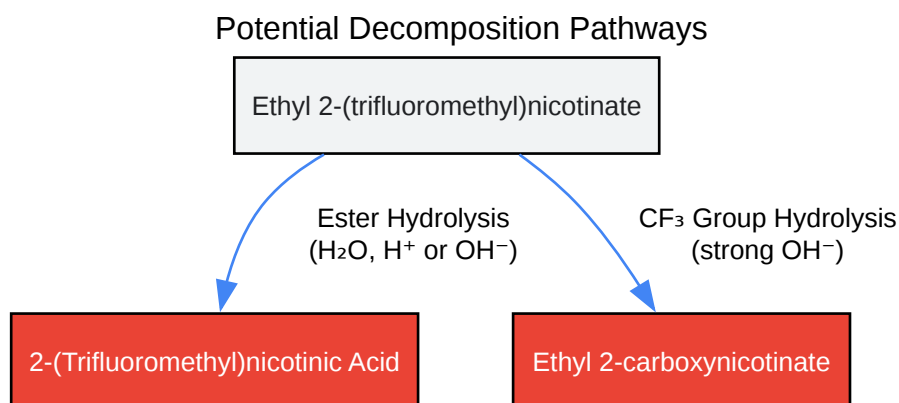 Potential Decomposition Pathways
Ethyl 2-(trifluoromethyl)nicotinate
Ester Hydrolysis
(H₂O, H⁺ or OH⁻)
CF₃ Group Hydrolysis
(strong OH⁻)
2-(Trifluoromethyl)nicotinic Acid
Ethyl 2-carboxynicotinate